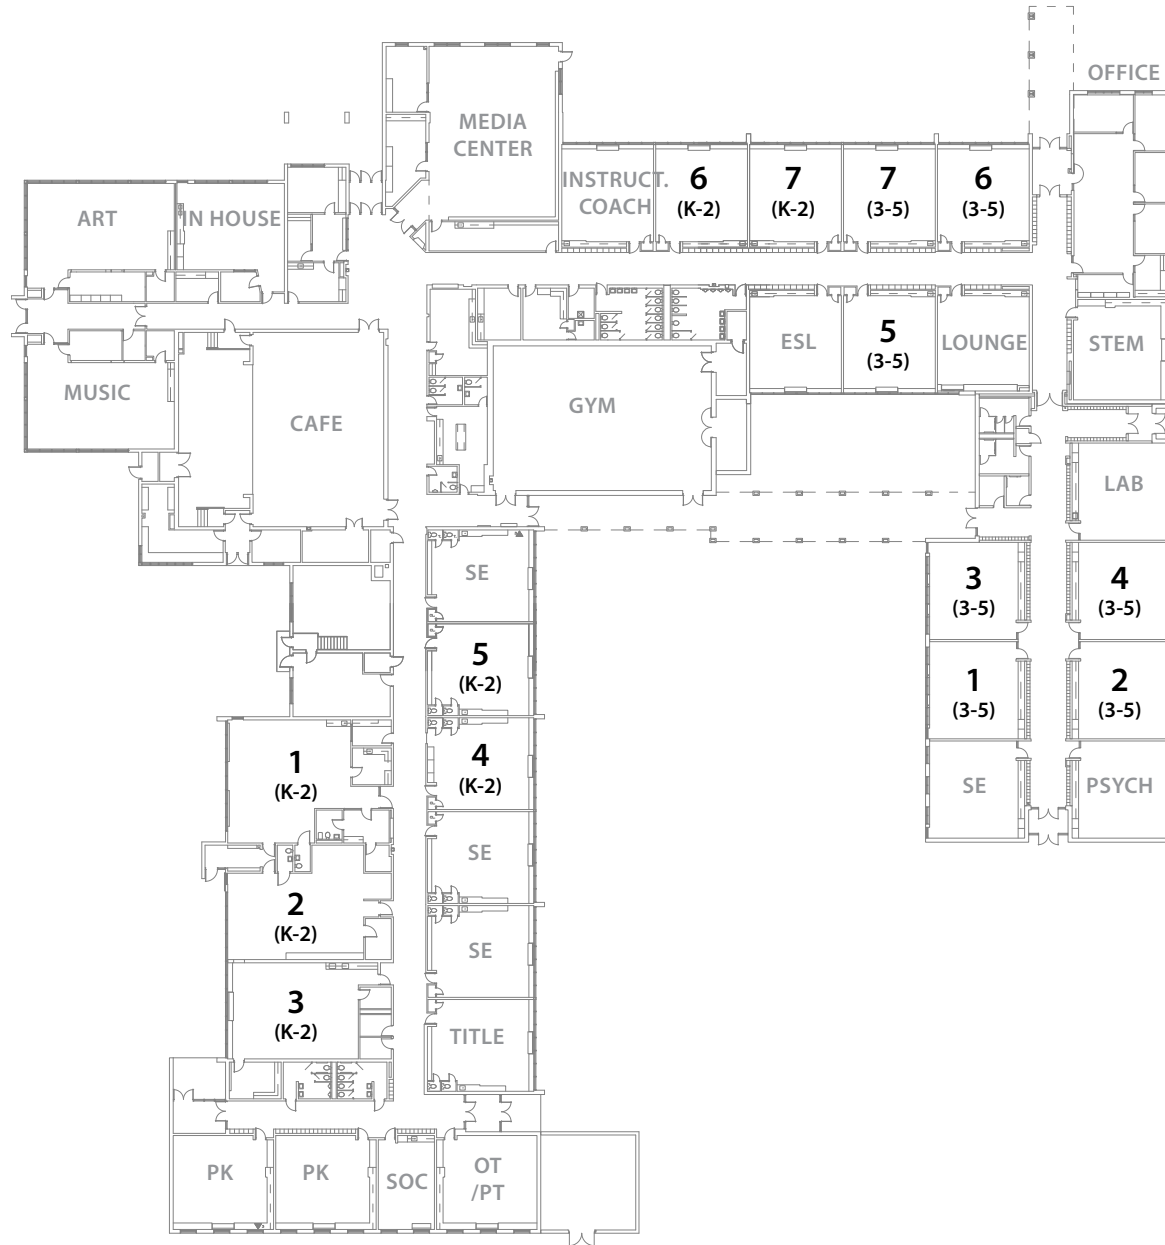 OFFICE
MEDIA
CENTER
INSTRUCT.
COACH
6
(K-2)
7
(K-2)
7
(3-5)
6
(3-5)
ART
IN HOUSE
ESL
5
(3-5)
LOUNGE
STEM
MUSIC
CAFE
GYM
LAB
SE
3
(3-5)
4
(3-5)
5
(K-2)
1
(3-5)
2
(3-5)
1
(K-2)
4
(K-2)
SE
PSYCH
SE
2
(K-2)
SE
3
(K-2)
TITLE
PK
PK
SOC
OT
/PT